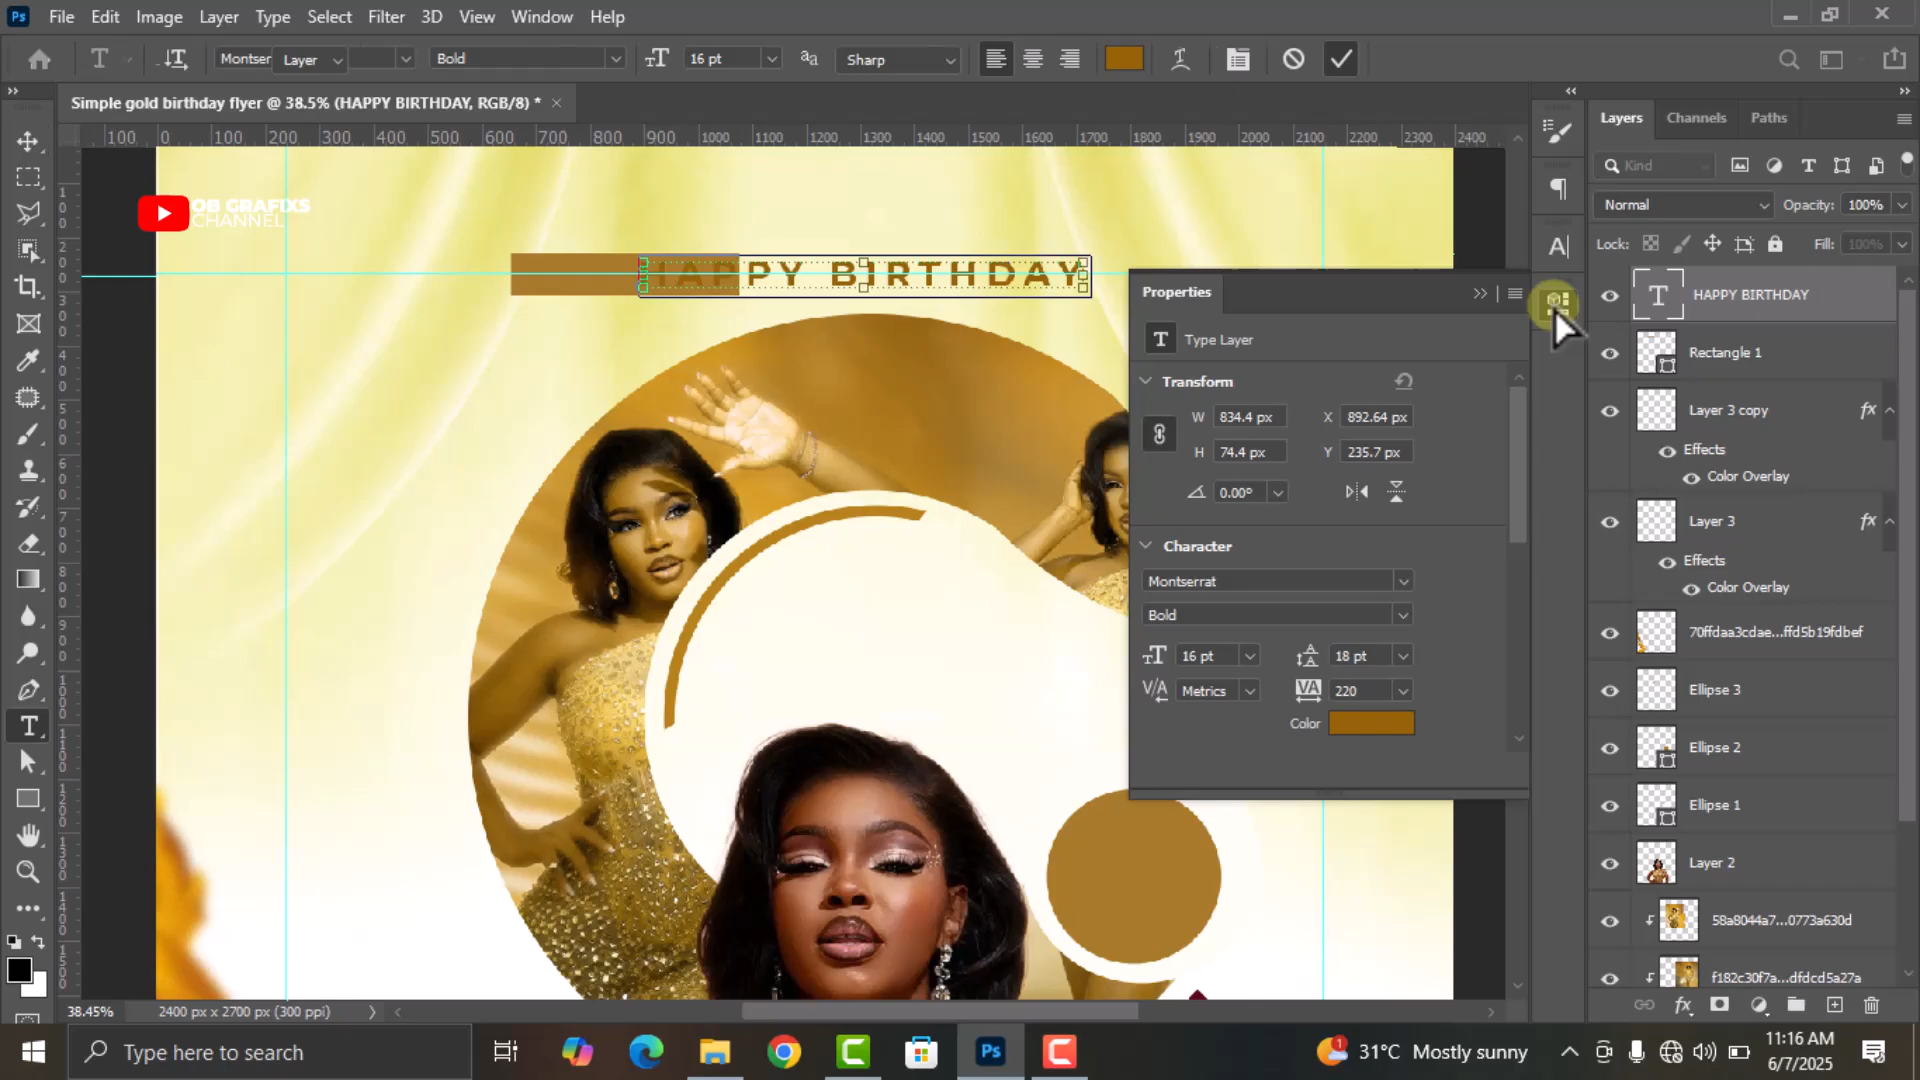 Ps File Edit Image Layer Type Select Filter 3D View Window Help
T Montser Layer Bold 16 pt Sharp
Simple gold birthday flyer @ 38.5% (HAPPY BIRTHDAY, RGB/8) *
100 0 100 200 300 400 500 600 700 800 900 1000 1100 1200 1300 1400 1500 1600 1700 1800 1900 2000 2100 2200 2300 2400
OB GRAFIXS
CHANNEL
HAPPY BIRTHDAY
Properties
T Type Layer
Transform
W 834.4 px X 892.64 px
H 74.4 px Y 235.7 px
0.00°
Character
Montserrat
Bold
16 pt 18 pt
Metrics 220
Color
Layers Channels Paths
Kind
Normal Opacity: 100%
Lock: Fill: 100%
T HAPPY BIRTHDAY
Rectangle 1
Layer 3 copy fx
Effects
Color Overlay
Layer 3 fx
Effects
Color Overlay
70ffdaa3cdae...ffd5b19fdbef
Ellipse 3
Ellipse 2
Ellipse 1
Layer 2
58a8044a7...0773a630d
f182c30f7a...dfdcd5a27a
38.45% 2400 px x 2700 px (300 ppi)
Type here to search
Ps
31°C Mostly sunny
11:16 AM
6/7/2025